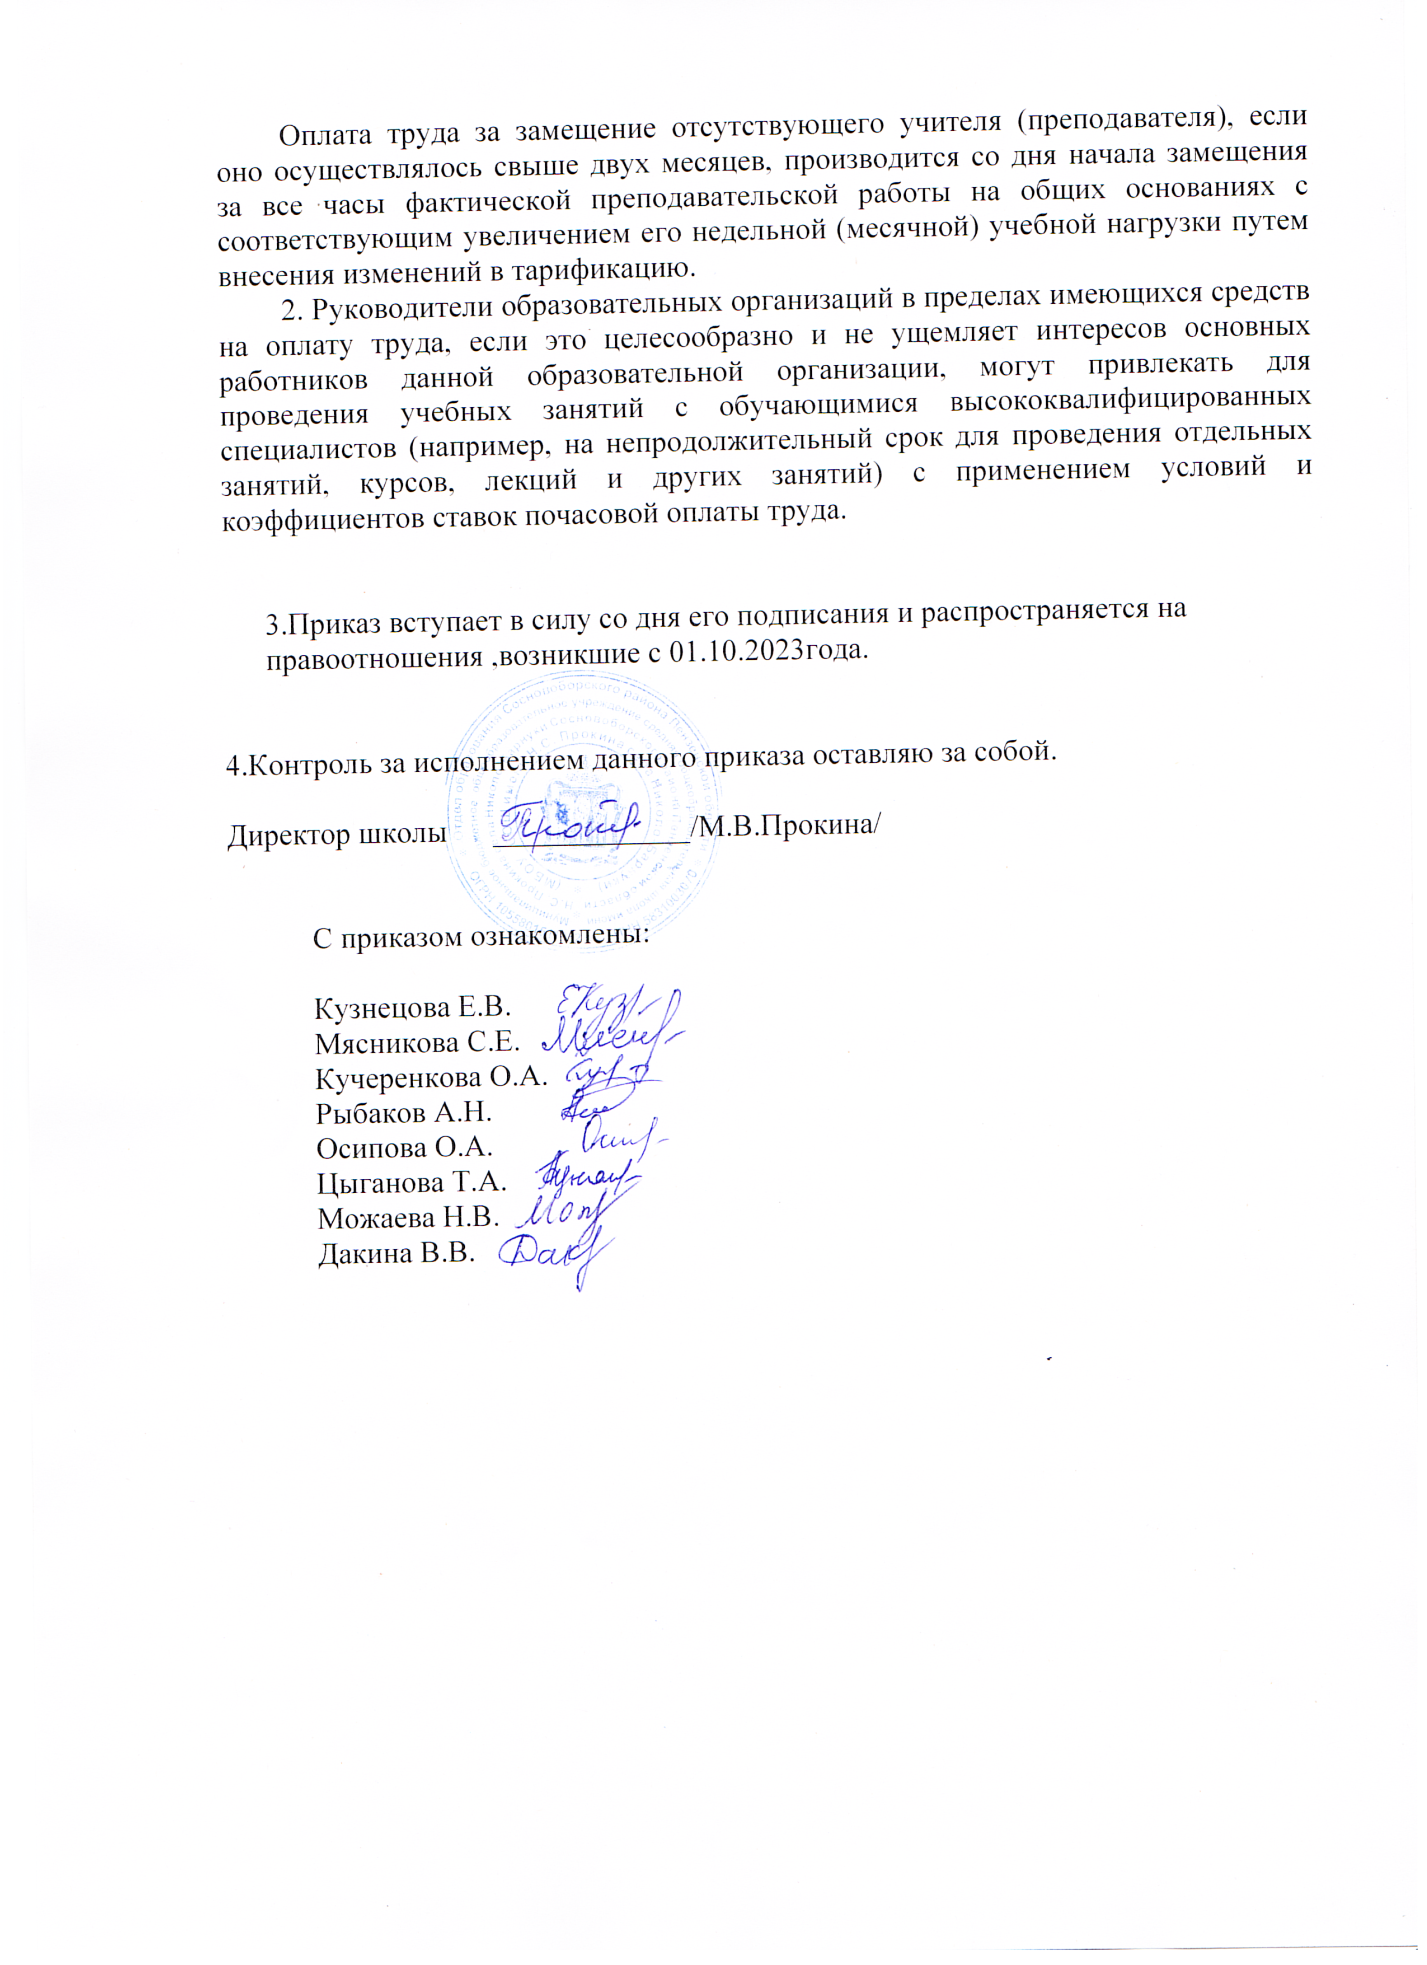 Оплата труда за замещение отсутствующего учителя (преподавателя), если
оно осуществлялось свыше двух месяцев, производится со дня начала замещения
за все часы фактической преподавательской работы на общих основаниях с
соответствующим увеличением его недельной (месячной) учебной нагрузки путем
внесения изменений в тарификацию.
2. Руководители образовательных организаций в пределах имеющихся средств
на оплату труда, если это целесообразно и не ущемляет интересов основных
работников данной образовательной организации, могут привлекать для
проведения учебных занятий с обучающимися высококвалифицированных
специалистов (например, на непродолжительный срок для проведения отдельных
занятий, курсов, лекций и других занятий) с применением условий и
коэффициентов ставок почасовой оплаты труда.
3.Приказ вступает в силу со дня его подписания и распространяется на
правоотношения ,возникшие с 01.10.2023года.
4.Контроль за исполнением данного приказа оставляю за собой.
Директор школы /М.В.Прокина/
С приказом ознакомлены:
Кузнецова Е.В.
Мясникова С.Е.
Кучеренкова О.А.
Рыбаков А.Н.
Осипова О.А.
Цыганова Т.А.
Можаева Н.В.
Дакина В.В.